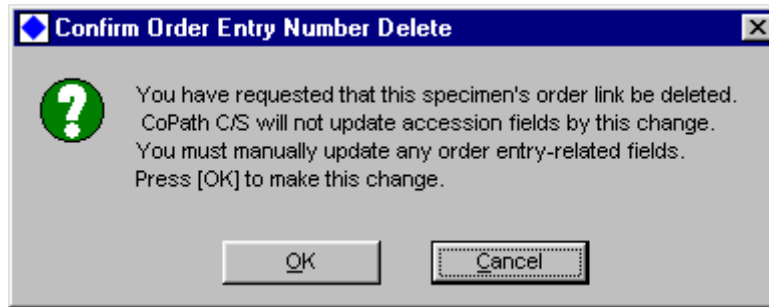 Confirm Order Entry Number Delete
You have requested that this specimen's order link be deleted.
CoPath C/S will not update accession fields by this change.
You must manually update any order entry-related fields.
Press [OK] to make this change.
OK
Cancel